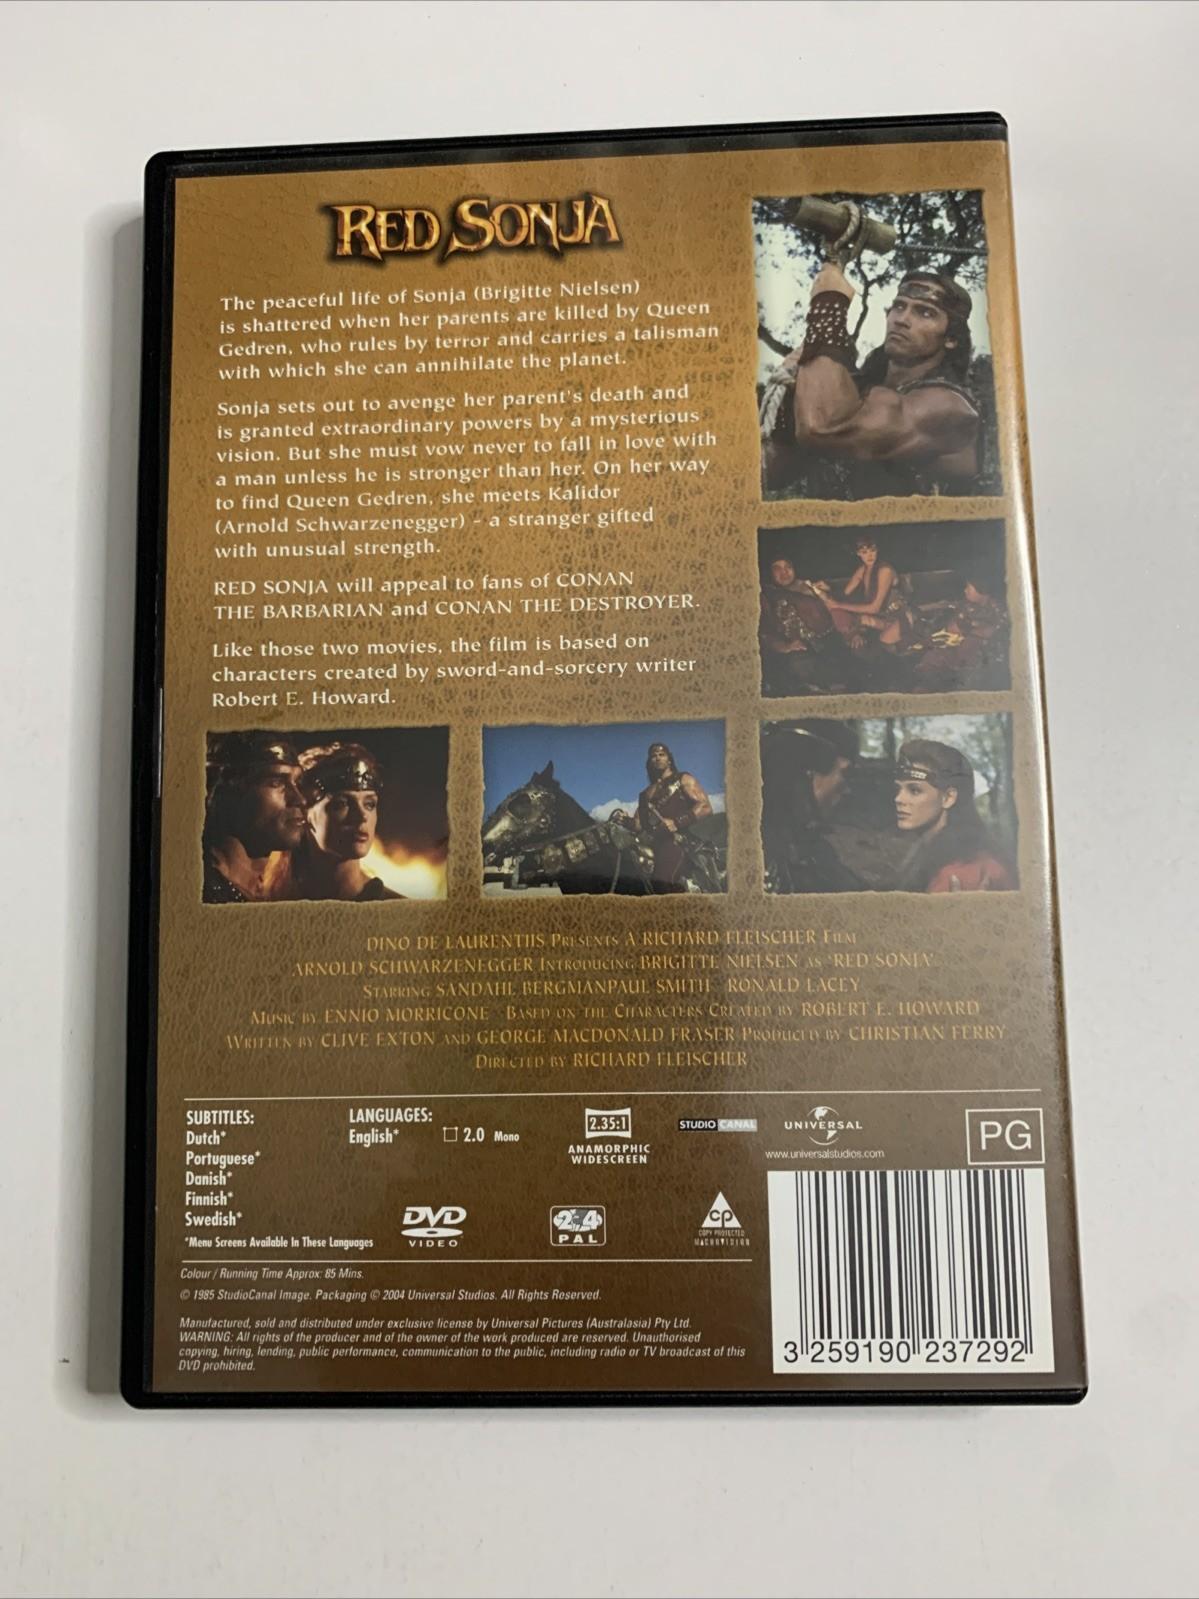 RED SONJA
The peaceful life of Sonja (Brigitte Nielsen)
is shattered when her parents are killed by Queen
Gedren, who rules by terror and carries a talisman
with which she can annihilate the planet.
Sonja sets out to avenge her parent's death and
is granted extraordinary powers by a mysterious
vision. But she must vow never to fall in love with
a man unless he is stronger than her. On her way
to find Queen Gedren, she meets Kalidor
(Arnold Schwarzenegger) - a stranger gifted
with unusual strength.
RED SONJA will appeal to fans of CONAN
THE BARBARIAN and CONAN THE DESTROYER.
Like those two movies, the film is based on
characters created by sword-and-sorcery writer
Robert E. Howard.
DINO DE LAURENTIIS PRESENTS A RICHARD FLEISCHER FILM
ARNOLD SCHWARZENEGGER INTRODUCING BRIGITTE NIELSEN AS 'RED SONJA'
STARRING SANDAHL BERGMANPAUL SMITH RONALD LACEY
MUSIC BY ENNIO MORRICONE BASED ON THE CHARACTERS CREATED BY ROBERT E. HOWARD
WRITTEN BY CLIVE EXTON AND GEORGE MACDONALD FRASER PRODUCED BY CHRISTIAN FERRY
DIRECTED BY RICHARD FLEISCHER
SUBTITLES:
Dutch*
Portuguese*
Danish*
Finnish*
Swedish*
*Menu Screens Available In These Languages
LANGUAGES:
English*
2.0 Mono
2.35:1
ANAMORPHIC
WIDESCREEN
STUDIO CANAL
UNIVERSAL
www.universalstudios.com
PG
DVD
VIDEO
2 4
PAL
CP
COPY PROTECTED
MACROVISION
Colour / Running Time Approx: 85 Mins.
© 1985 StudioCanal Image. Packaging © 2004 Universal Studios. All Rights Reserved.
Manufactured, sold and distributed under exclusive license by Universal Pictures (Australasia) Pty Ltd.
WARNING: All rights of the producer and of the owner of the work produced are reserved. Unauthorised
copying, hiring, lending, public performance, communication to the public, including radio or TV broadcast of this
DVD prohibited.
3 259190 237292